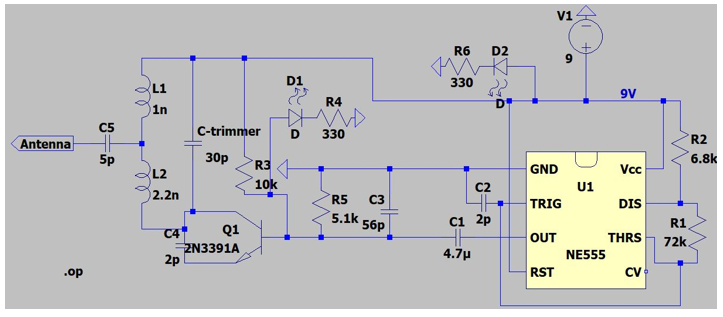 V1
9
9V
R6
330
D2
D
L1
1n
D1
D
R4
330
C-trimmer
30p
Antenna
C5
5p
L2
2.2n
R3
10k
R5
5.1k
C3
56p
C2
2p
C1
4.7µ
C4
2p
Q1
2N3391A
GND
Vcc
U1
TRIG
DIS
OUT
THRS
NE555
RST
CV
R2
6.8k
R1
72k
.op